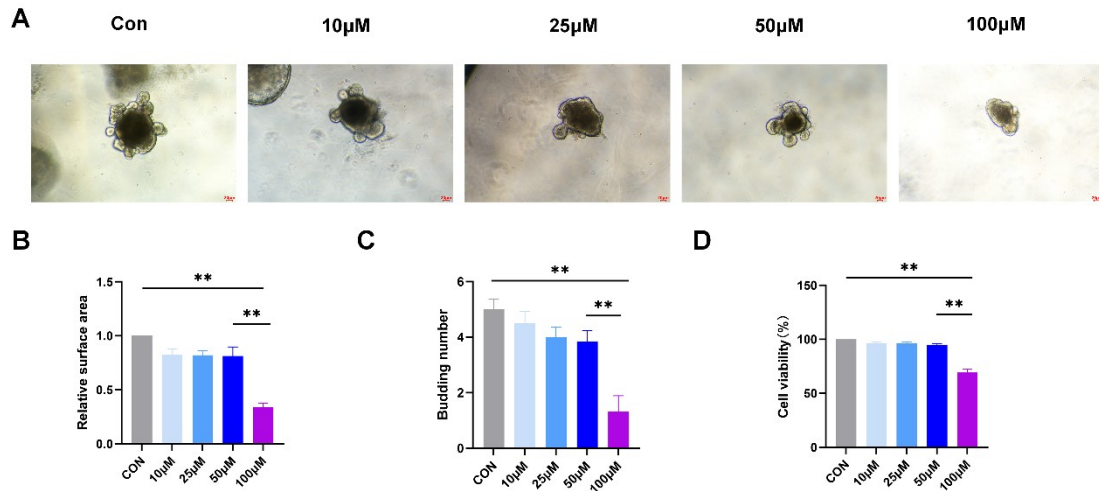 A
Con
10μM
25μM
50μM
100μM
B
Relative surface area
1.5
1.0
0.5
0.0
**
**
CON
10μM
25μM
50μM
100μM
C
Budding number
6
4
2
0
**
**
CON
10μM
25μM
50μM
100μM
D
Cell viability(%)
150
100
50
0
**
**
CON
10μM
25μM
50μM
100μM